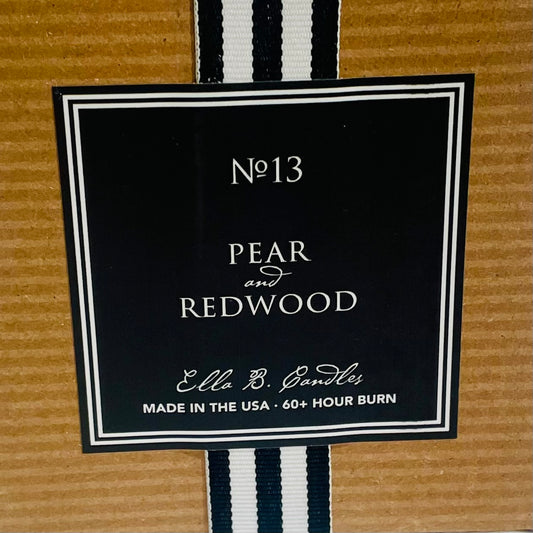 №13
PEAR
and
REDWOOD
Ella B. Candles
MADE IN THE USA · 60+ HOUR BURN